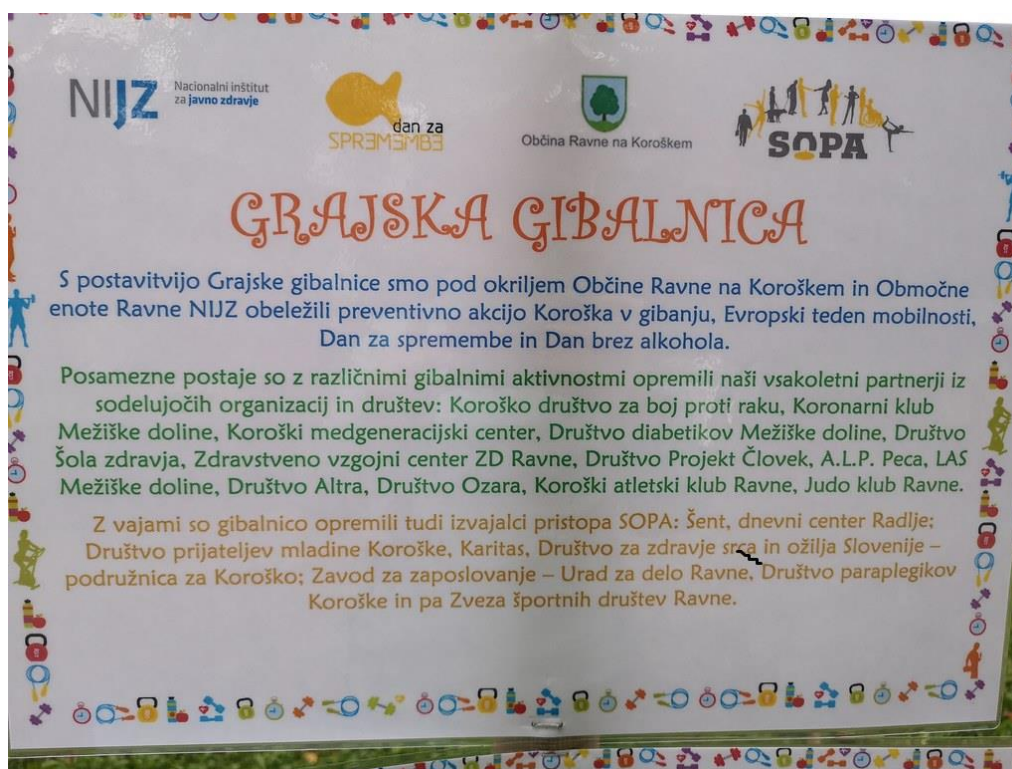 NIJZ Nacionalni inštitut
za javno zdravje
dan za
SPREMEMBE
Občina Ravne na Koroškem
SOPA
GRAJSKA GIBALNICA
S postavitvijo Grajske gibalnice smo pod okriljem Občine Ravne na Koroškem in Območne
enote Ravne NIJZ obeležili preventivno akcijo Koroška v gibanju, Evropski teden mobilnosti,
Dan za spremembe in Dan brez alkohola.
Posamezne postaje so z različnimi gibalnimi aktivnostmi opremili naši vsakoletni partnerji iz
sodelujočih organizacij in društev: Koroško društvo za boj proti raku, Koronarni klub
Mežiške doline, Koroški medgeneracijski center, Društvo diabetikov Mežiške doline, Društvo
Šola zdravja, Zdravstveno vzgojni center ZD Ravne, Društvo Projekt Človek, A.L.P. Peca, LAS
Mežiške doline, Društvo Altra, Društvo Ozara, Koroški atletski klub Ravne, Judo klub Ravne.
Z vajami so gibalnico opremili tudi izvajalci pristopa SOPA: Šent, dnevni center Radlje;
Društvo prijateljev mladine Koroške, Karitas, Društvo za zdravje srca in ožilja Slovenije –
podružnica za Koroško; Zavod za zaposlovanje – Urad za delo Ravne, Društvo paraplegikov
Koroške in pa Zveza športnih društev Ravne.